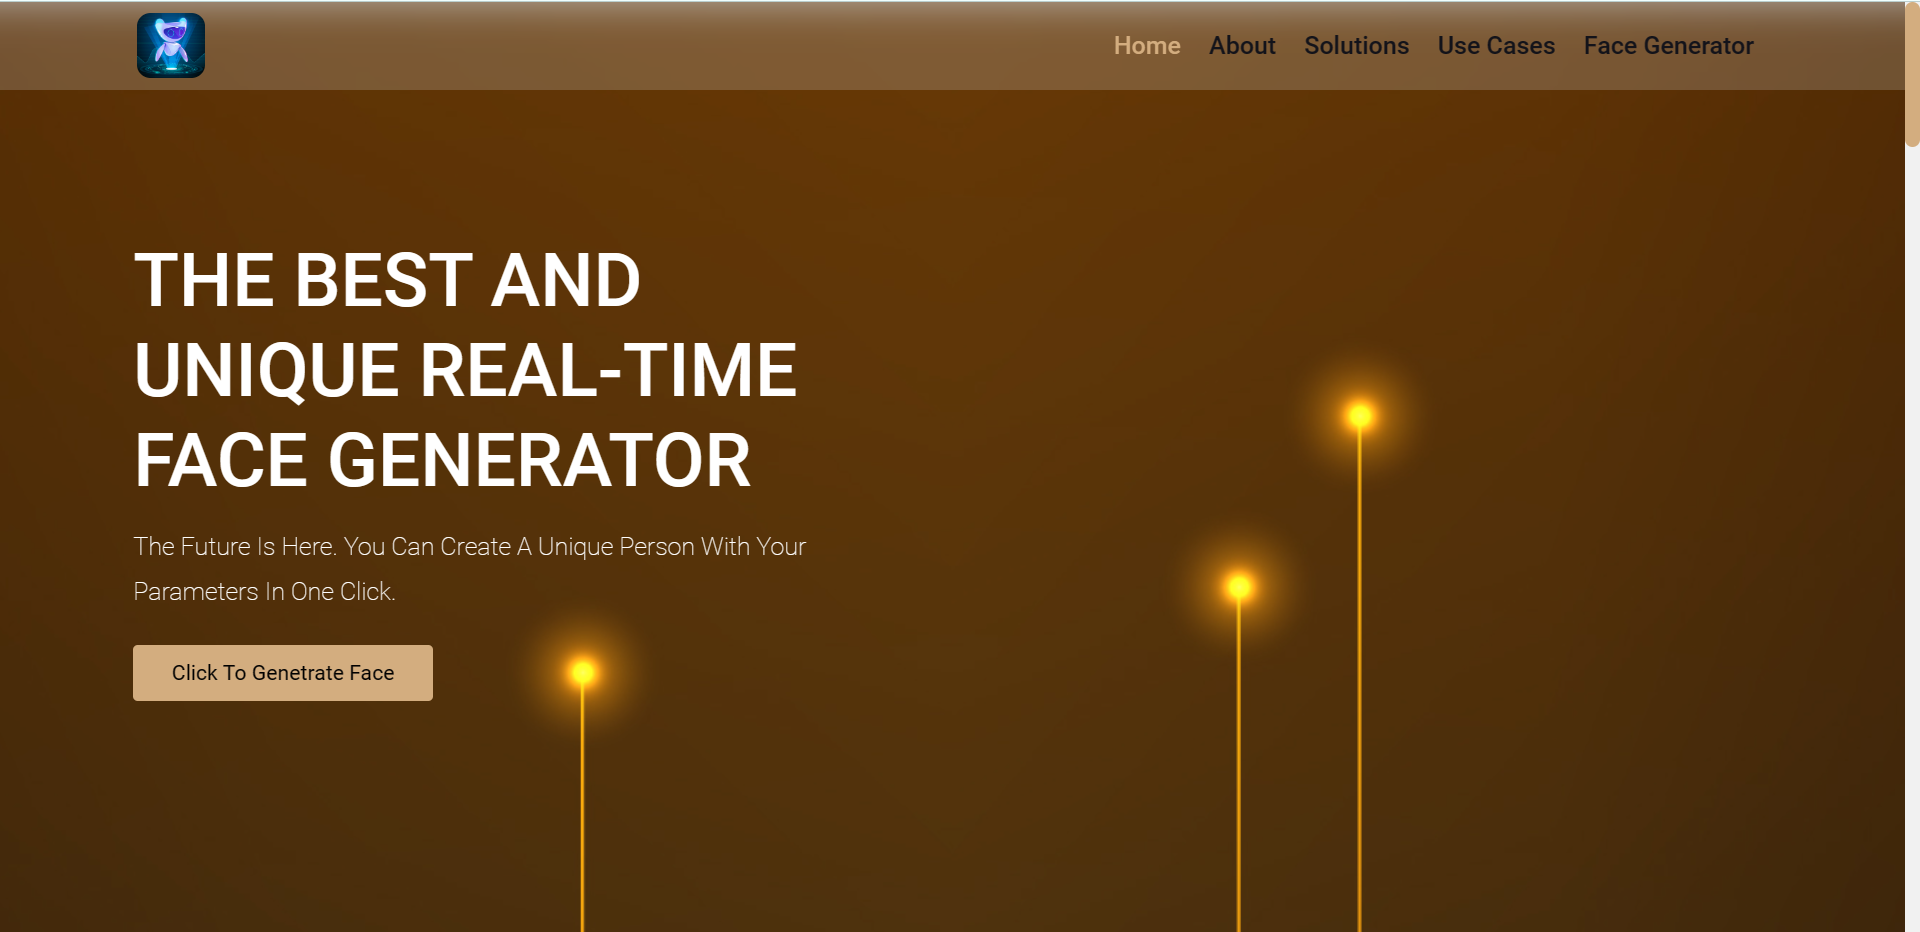 Home About Solutions Use Cases Face Generator
THE BEST AND
UNIQUE REAL-TIME
FACE GENERATOR
The Future Is Here. You Can Create A Unique Person With Your
Parameters In One Click.
Click To Genetrate Face